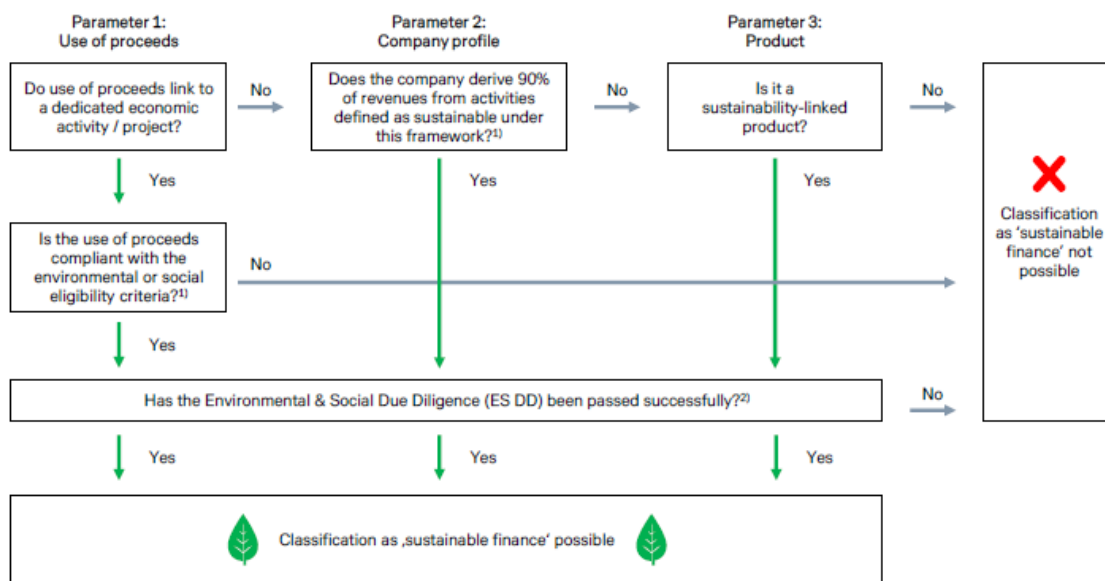 Parameter 1:
Use of proceeds
Parameter 2:
Company profile
Parameter 3:
Product
Do use of proceeds link to
a dedicated economic
activity / project?
No
Does the company derive 90%
of revenues from activities
defined as sustainable under
this framework?1)
No
Is it a
sustainability-linked
product?
No
Yes
Yes
Yes
Classification
as 'sustainable
finance' not
possible
Is the use of proceeds
compliant with the
environmental or social
eligibility criteria?1)
No
Yes
Has the Environmental & Social Due Diligence (ES DD) been passed successfully?2)
No
Yes
Yes
Yes
Classification as ‚sustainable finance' possible